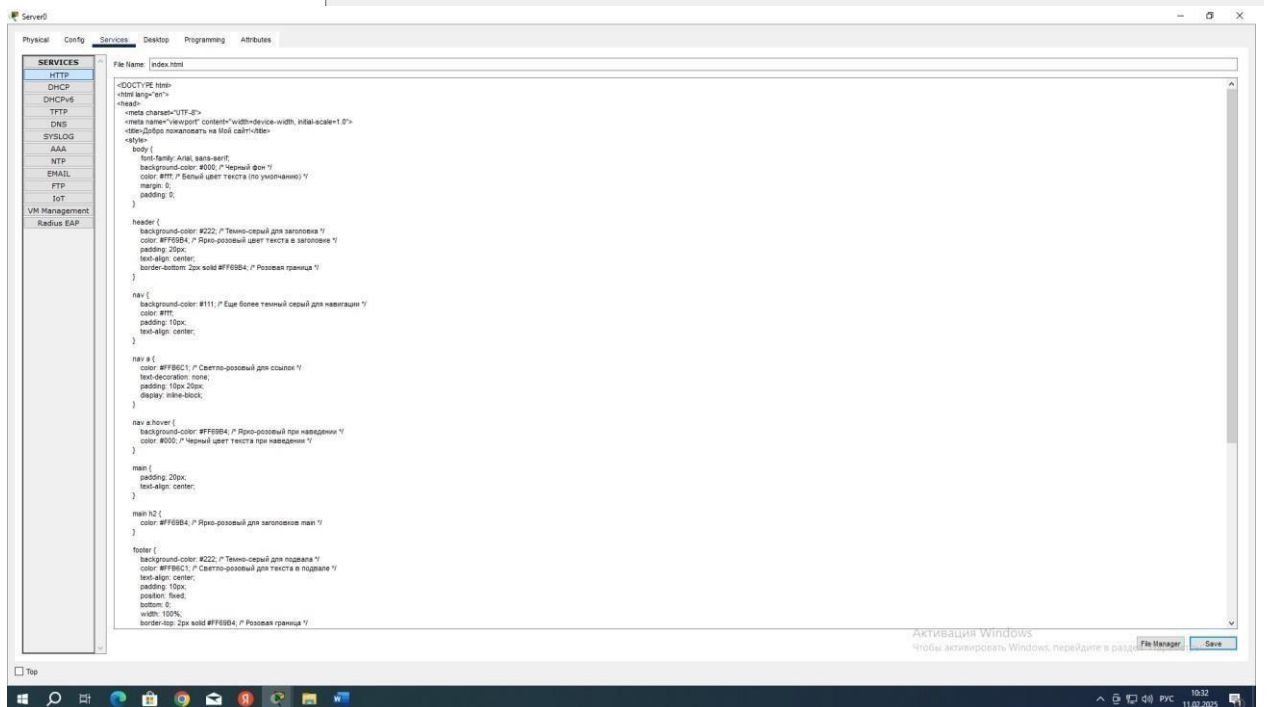 Server0
Physical Config Services Desktop Programming Attributes
SERVICES
HTTP
DHCP
DHCPv6
TFTP
DNS
SYSLOG
AAA
NTP
EMAIL
FTP
IoT
VM Management
Radius EAP
File Name: index.html
<!DOCTYPE html>
<html lang="en">
<head>
<meta charset="UTF-8">
<meta name="viewport" content="width=device-width, initial-scale=1.0">
<title>Добро пожаловать на Мой сайт!</title>
<style>
body {
font-family: Arial, sans-serif;
background-color: #000; /* Черный фон */
color: #fff; /* Белый цвет текста (по умолчанию) */
margin: 0;
padding: 0;
}
header {
background-color: #222; /* Темно-серый для заголовка */
color: #FF69B4; /* Ярко-розовый цвет текста в заголовке */
padding: 20px;
text-align: center;
border-bottom: 2px solid #FF69B4; /* Розовая граница */
}
nav {
background-color: #111; /* Еще более темный серый для навигации */
color: #fff;
padding: 10px;
text-align: center;
}
nav a {
color: #FFB6C1; /* Светло-розовый для ссылок */
text-decoration: none;
padding: 10px 20px;
display: inline-block;
}
nav a:hover {
background-color: #FF69B4; /* Ярко-розовый при наведении */
color: #000; /* Черный цвет текста при наведении */
}
main {
padding: 20px;
text-align: center;
}
main h2 {
color: #FF69B4; /* Ярко-розовый для заголовков main */
}
footer {
background-color: #222; /* Темно-серый для подвала */
color: #FFB6C1; /* Светло-розовый для текста в подвале */
text-align: center;
padding: 10px;
position: fixed;
bottom: 0;
width: 100%;
border-top: 2px solid #FF69B4; /* Розовая граница */
Активация Windows
Чтобы активировать Windows, перейдите в раздел
File Manager Save
Top
РУС 10:32
11.02.2025